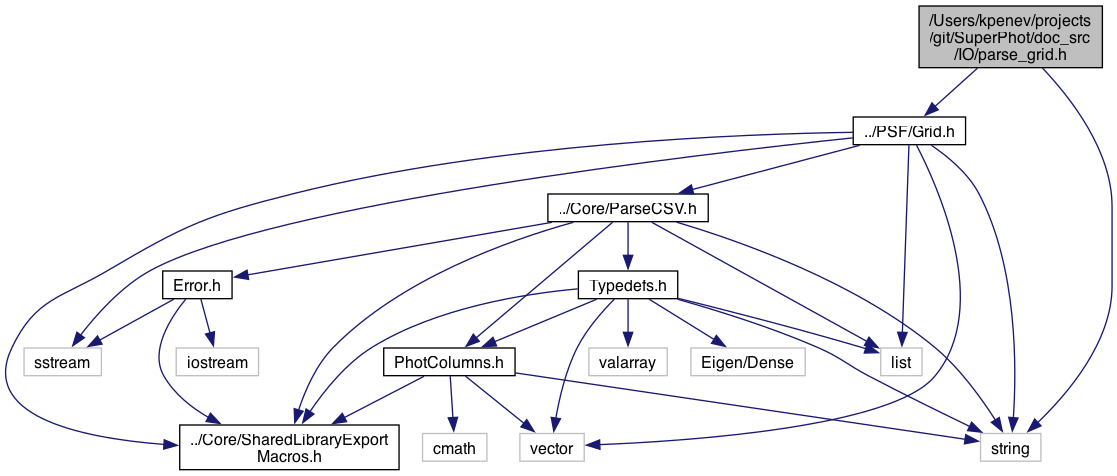 /Users/kpenev/projects
/git/SuperPhot/doc_src
/IO/parse_grid.h
../PSF/Grid.h
../Core/ParseCSV.h
Error.h
Typedefs.h
sstream
iostream
PhotColumns.h
valarray
Eigen/Dense
list
../Core/SharedLibraryExport
Macros.h
cmath
vector
string